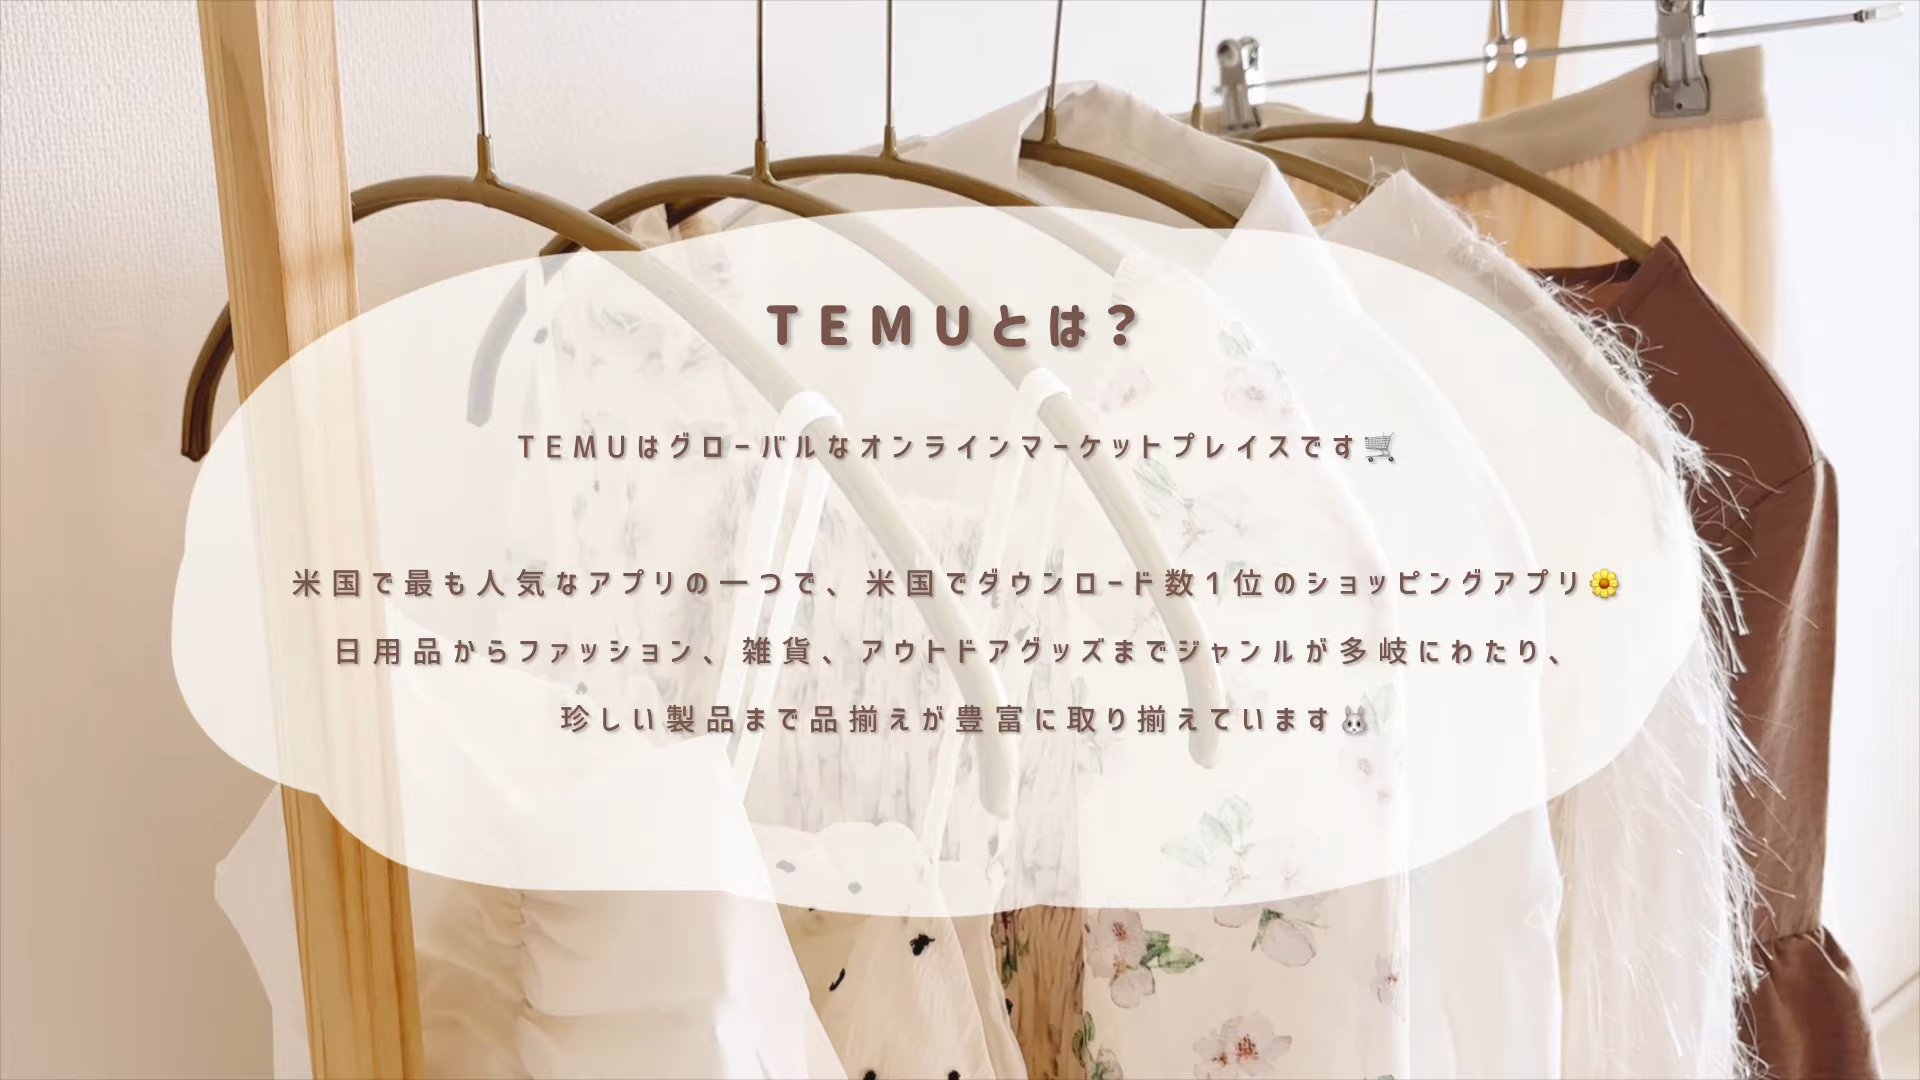 TEMUとは？
TEMUはグローバルなオンラインマーケットプレイスです🛒
米国で最も人気なアプリの一つで、米国でダウンロード数1位のショッピングアプリ🌼
日用品からファッション、雑貨、アウトドアグッズまでジャンルが多岐にわたり、
珍しい製品まで品揃えが豊富に取り揃えています🐰